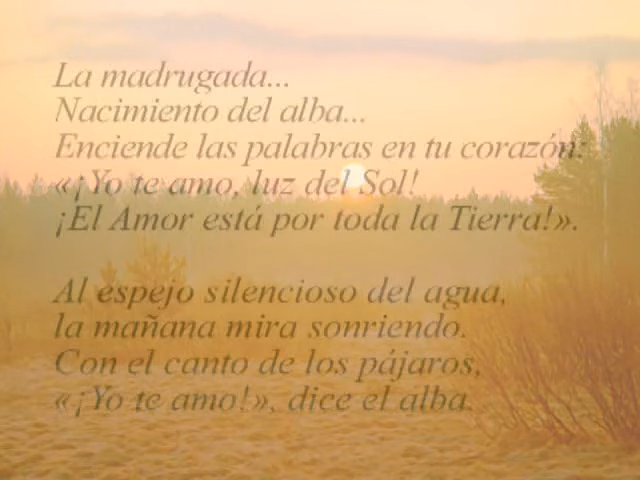 La madrugada...
Nacimiento del alba...
Enciende las palabras en tu corazón:
«¡Yo te amo, luz del Sol!
¡El Amor está por toda la Tierra!».
Al espejo silencioso del agua,
la mañana mira sonriendo.
Con el canto de los pájaros,
«¡Yo te amo!», dice el alba.